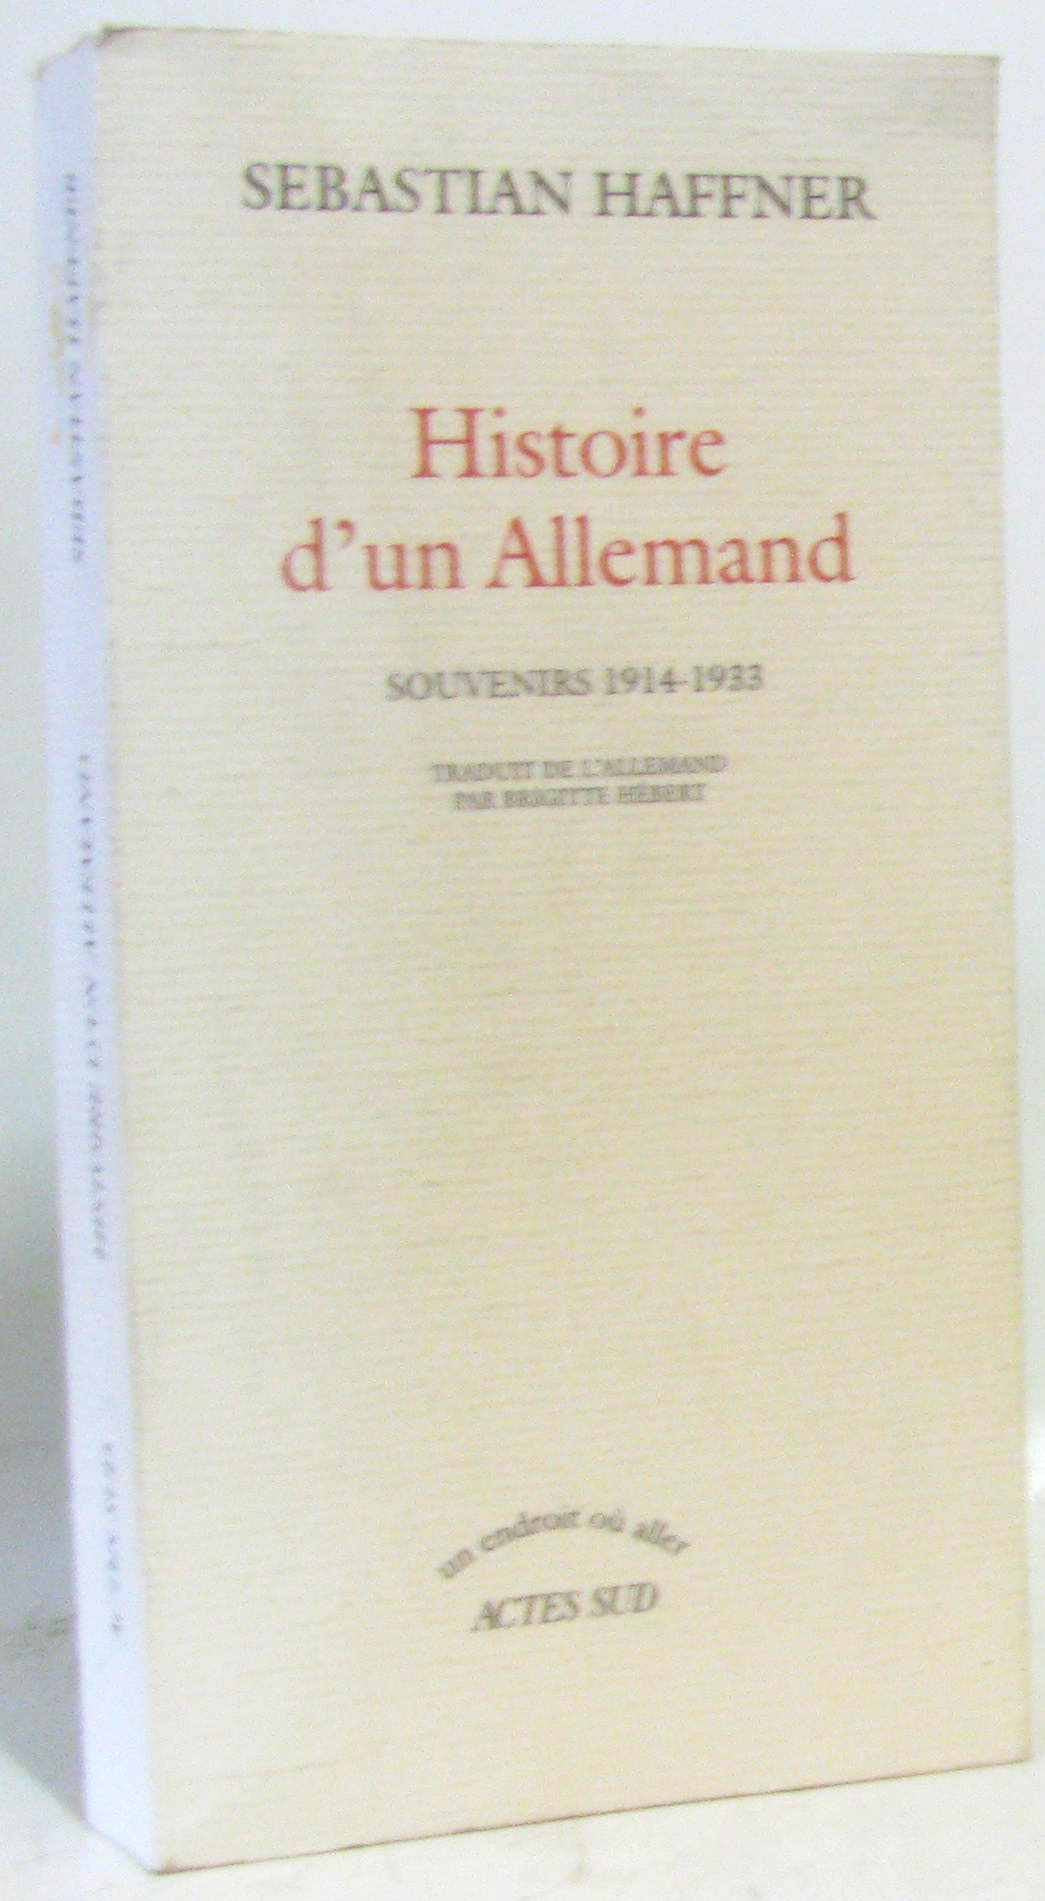 SEBASTIAN HAFFNER
Histoire
d'un Allemand
SOUVENIRS 1914-1933
TRADUIT DE L'ALLEMAND
PAR BRIGITTE HÉBERT
un endroit où aller
ACTES SUD